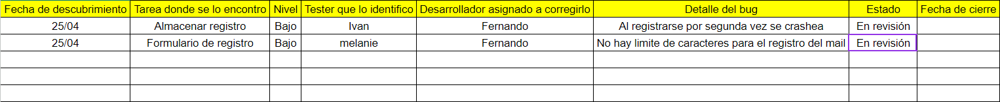 Fecha de descubrimiento Tarea donde se lo encontro Nivel Tester que lo identifico Desarrollador asignado a corregirlo Detalle del bug Estado Fecha de cierre
25/04 Almacenar registro Bajo Ivan Fernando Al registrarse por segunda vez se crashea En revisión
25/04 Formulario de registro Bajo melanie Fernando No hay limite de caracteres para el registro del mail En revisión